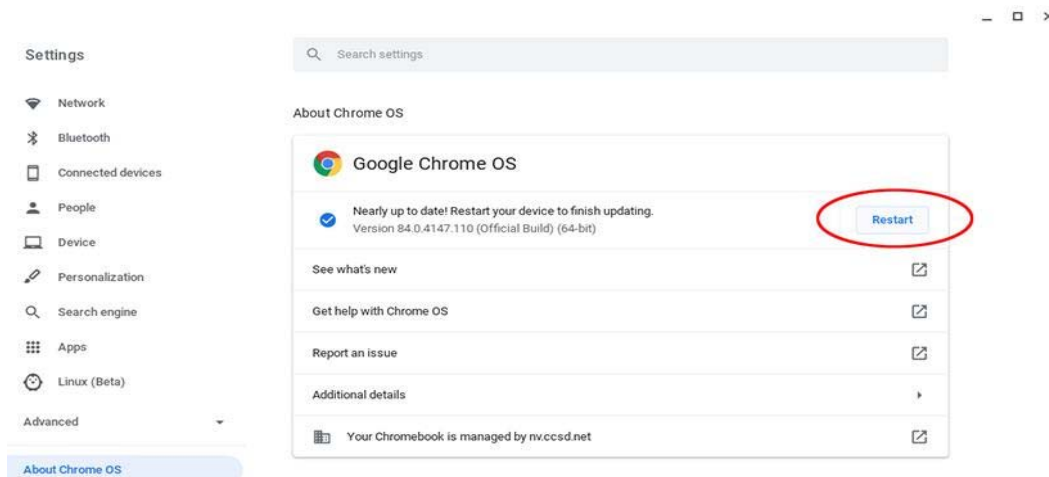 Settings
Search settings
Network
Bluetooth
Connected devices
People
Device
Personalization
Search engine
Apps
Linux (Beta)
Advanced
About Chrome OS
About Chrome OS
Google Chrome OS
Nearly up to date! Restart your device to finish updating.
Version 84.0.4147.110 (Official Build) (64-bit)
Restart
See what's new
Get help with Chrome OS
Report an issue
Additional details
Your Chromebook is managed by nv.ccsd.net